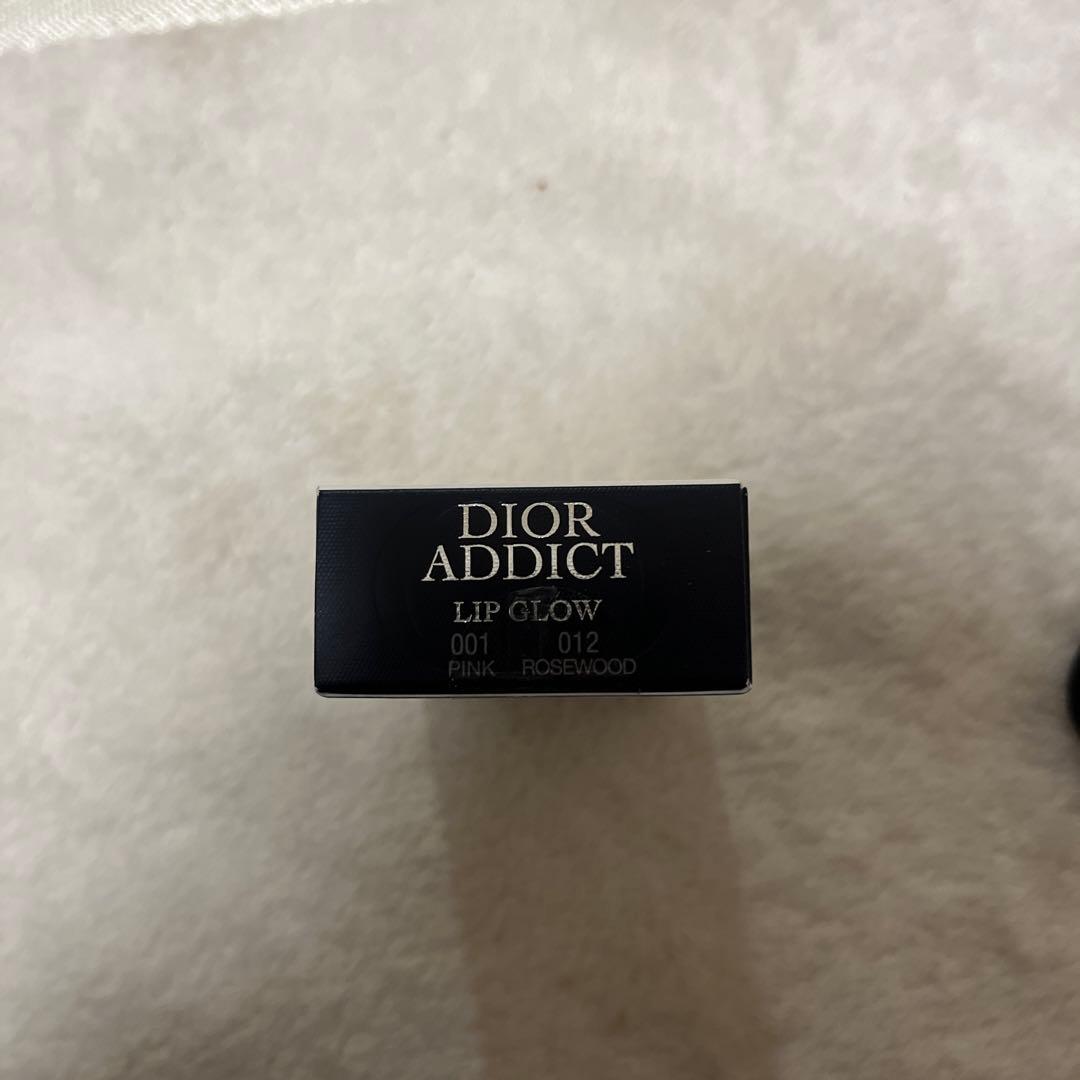 DIOR
ADDICT
LIP GLOW
001 012
PINK ROSEWOOD